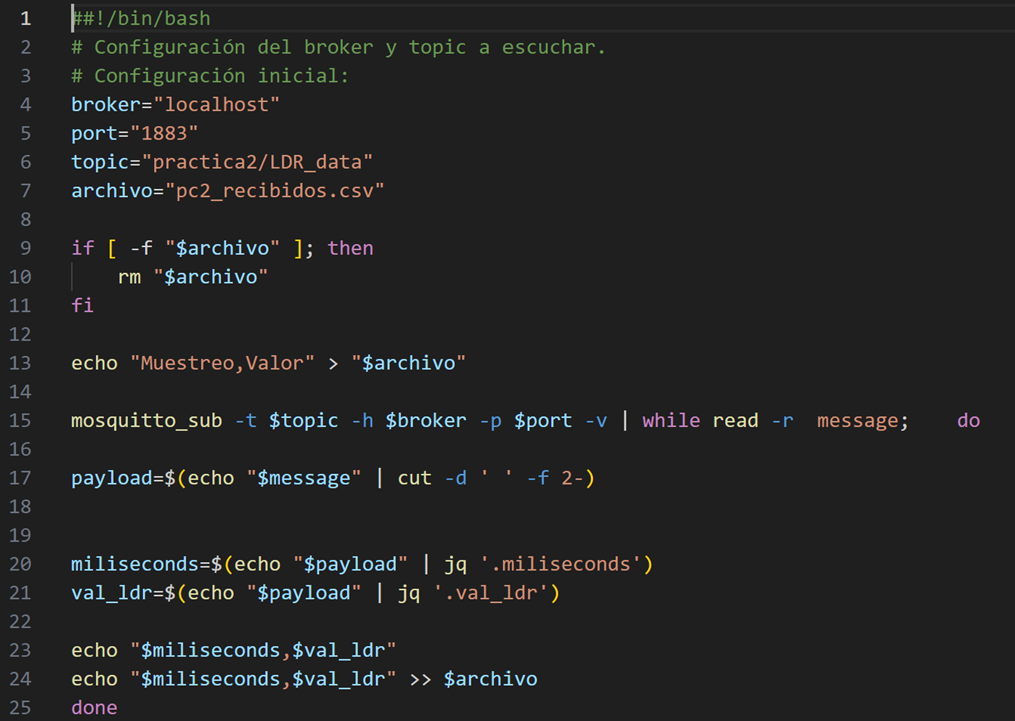 1 ##!/bin/bash
2 # Configuración del broker y topic a escuchar.
3 # Configuración inicial:
4 broker="localhost"
5 port="1883"
6 topic="practica2/LDR_data"
7 archivo="pc2_recibidos.csv"
8
9 if [ -f "$archivo" ]; then
10     rm "$archivo"
11 fi
12
13 echo "Muestreo,Valor" > "$archivo"
14
15 mosquitto_sub -t $topic -h $broker -p $port -v | while read -r  message;    do
16
17 payload=$(echo "$message" | cut -d ' ' -f 2-)
18
19
20 miliseconds=$(echo "$payload" | jq '.miliseconds')
21 val_ldr=$(echo "$payload" | jq '.val_ldr')
22
23 echo "$miliseconds,$val_ldr"
24 echo "$miliseconds,$val_ldr" >> $archivo
25 done